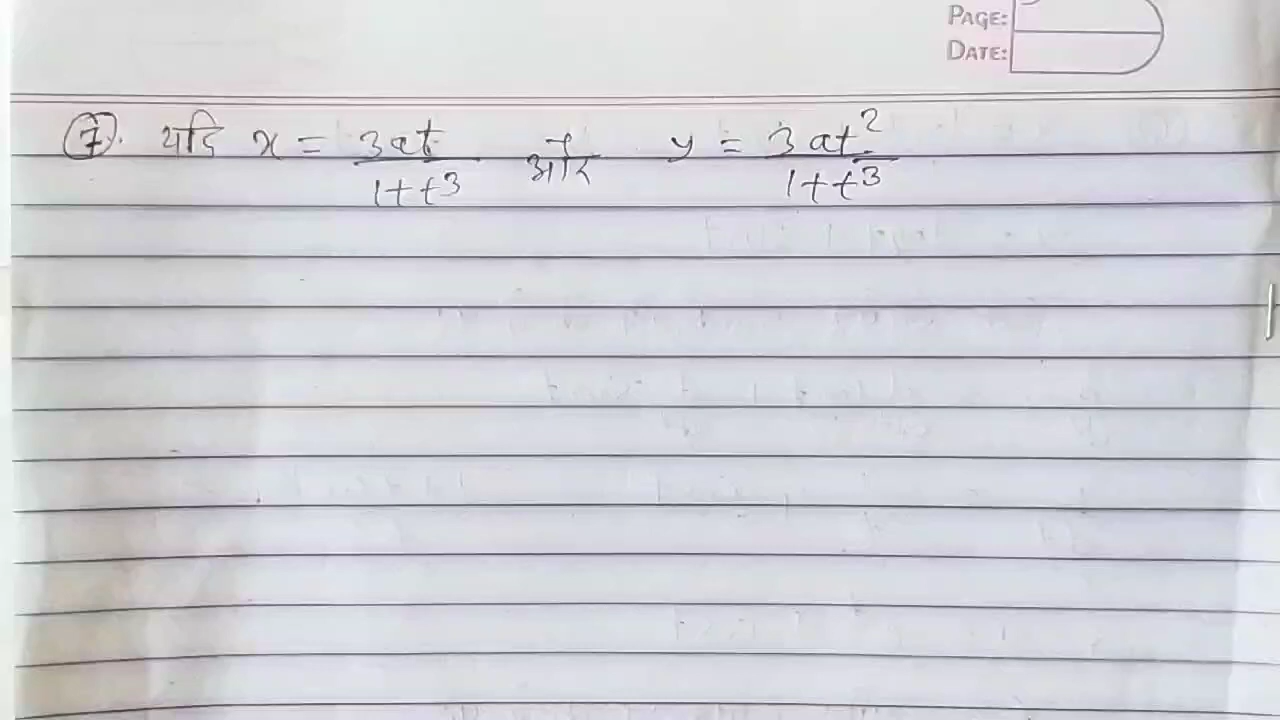 PAGE:
DATE:
7. यदि x = 3at / 1+t³ और y = 3at² / 1+t³